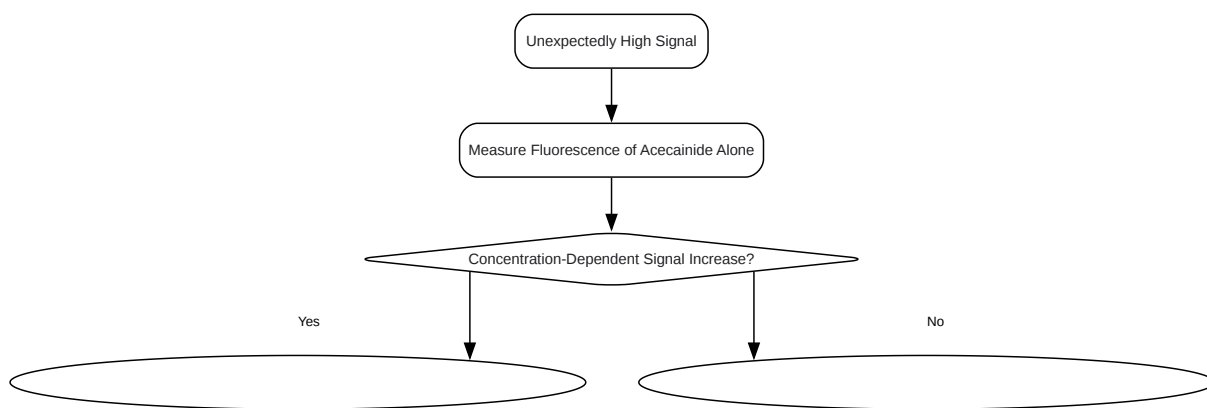 Unexpectedly High Signal
Measure Fluorescence of Acecainide Alone
Concentration-Dependent Signal Increase?
Yes
No